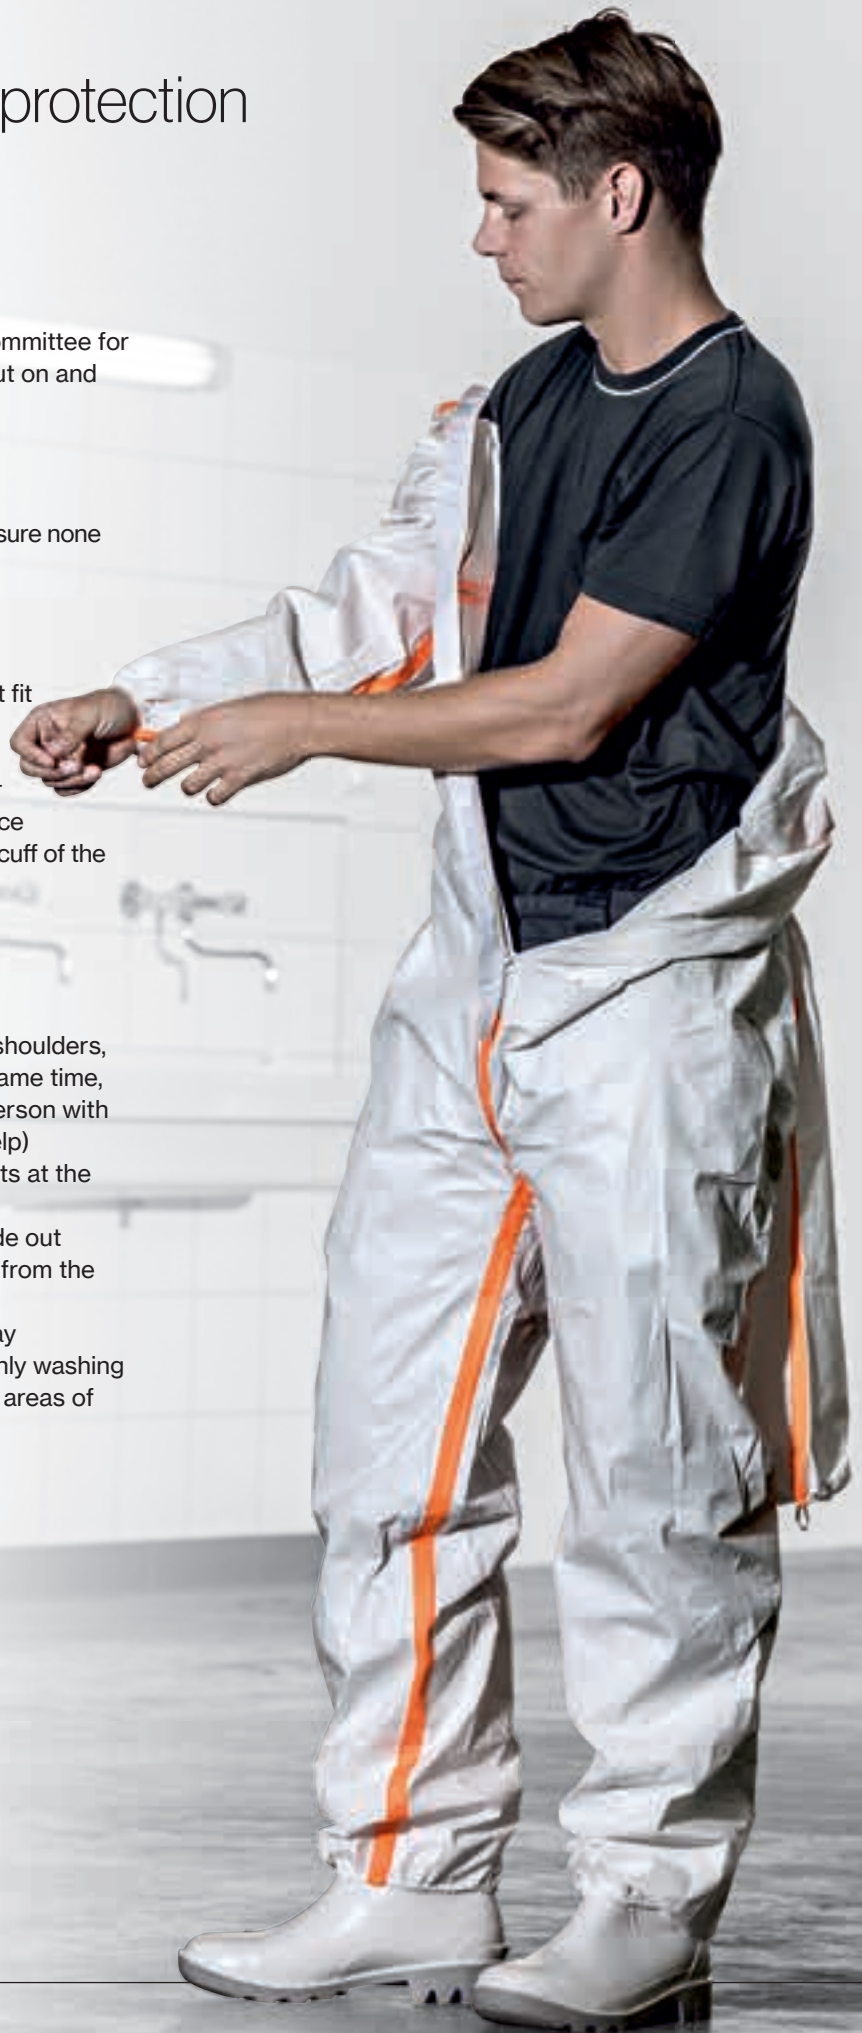 protection
ommittee for
ut on and
sure none
t fit
ce
cuff of the
shoulders,
ame time,
erson with
elp)
ts at the
de out
from the
ay
nly washing
areas of